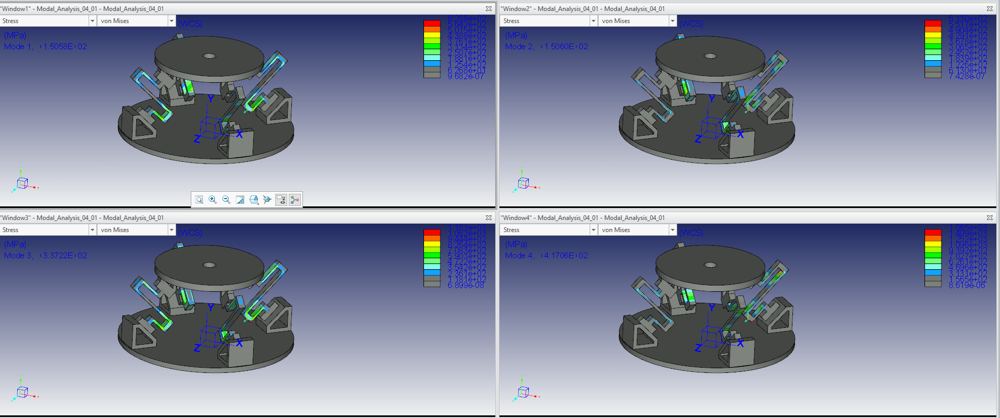 "Window1" - Modal_Analysis_04_01 - Modal_Analysis_04_01
Stress
von Mises
(WCS)
(MPa)
Mode 1, +1.5058E+02
6.268e+02
5.642e+02
5.015e+02
4.388e+02
3.761e+02
3.134e+02
2.507e+02
1.881e+02
1.254e+02
6.268e+01
9.682e-07
Y
X
Z
"Window2" - Modal_Analysis_04_01 - Modal_Analysis_04_01
Stress
von Mises
(WCS)
(MPa)
Mode 2, +1.5060E+02
6.130e+02
5.517e+02
4.904e+02
4.291e+02
3.678e+02
3.065e+02
2.452e+02
1.839e+02
1.226e+02
6.130e+01
7.428e-07
Y
X
Z
"Window3" - Modal_Analysis_04_01 - Modal_Analysis_04_01
Stress
von Mises
(WCS)
(MPa)
Mode 3, +3.3722E+02
1.181e+03
1.062e+03
9.444e+02
8.264e+02
7.083e+02
5.903e+02
4.722e+02
3.542e+02
2.361e+02
1.181e+02
6.899e-08
Y
X
Z
"Window4" - Modal_Analysis_04_01 - Modal_Analysis_04_01
Stress
von Mises
(WCS)
(MPa)
Mode 4, +4.1706E+02
1.565e+03
1.409e+03
1.252e+03
1.096e+03
9.392e+02
7.827e+02
6.261e+02
4.696e+02
3.131e+02
1.565e+02
8.619e-06
Y
X
Z